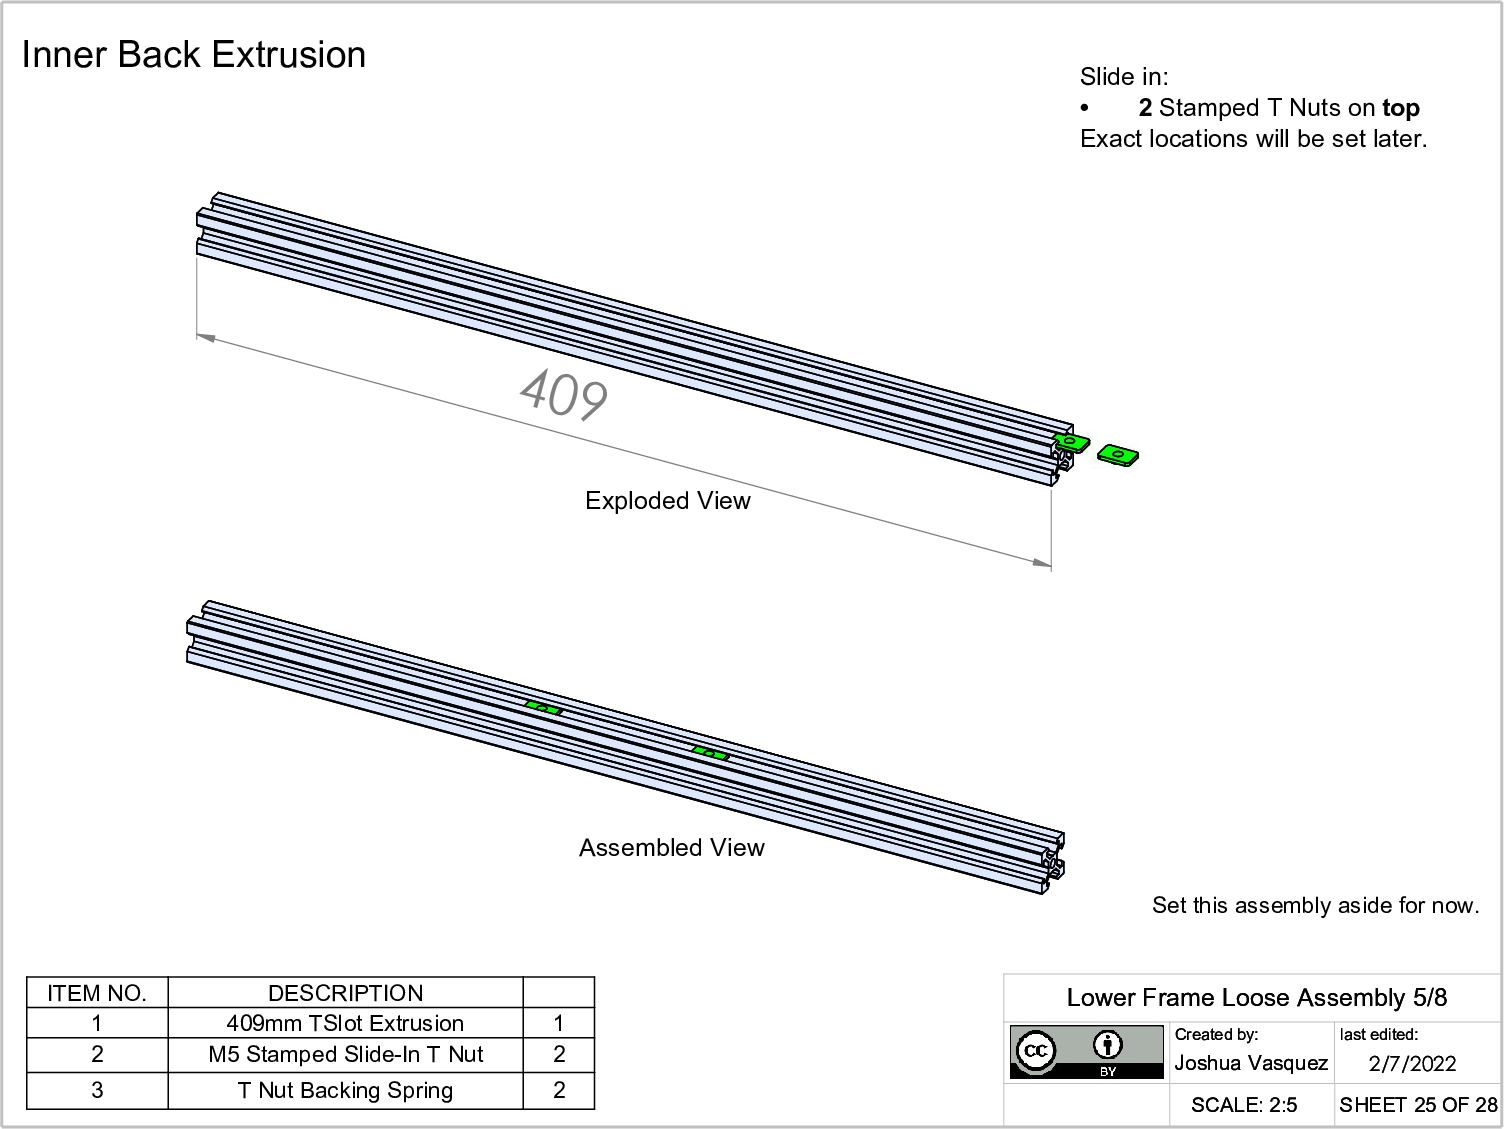 Inner Back Extrusion
Slide in:
• 2 Stamped T Nuts on top
Exact locations will be set later.
409
Exploded View
Assembled View
Set this assembly aside for now.
ITEM NO. DESCRIPTION
1 409mm TSlot Extrusion 1
2 M5 Stamped Slide-In T Nut 2
3 T Nut Backing Spring 2
Lower Frame Loose Assembly 5/8
cc BY
Created by:
Joshua Vasquez
last edited:
2/7/2022
SCALE: 2:5
SHEET 25 OF 28